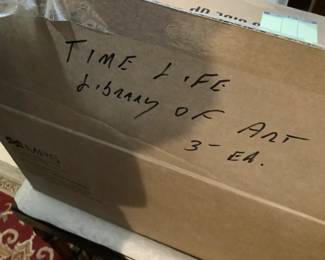 TIME LIFE
Library OF ART
3- EA.